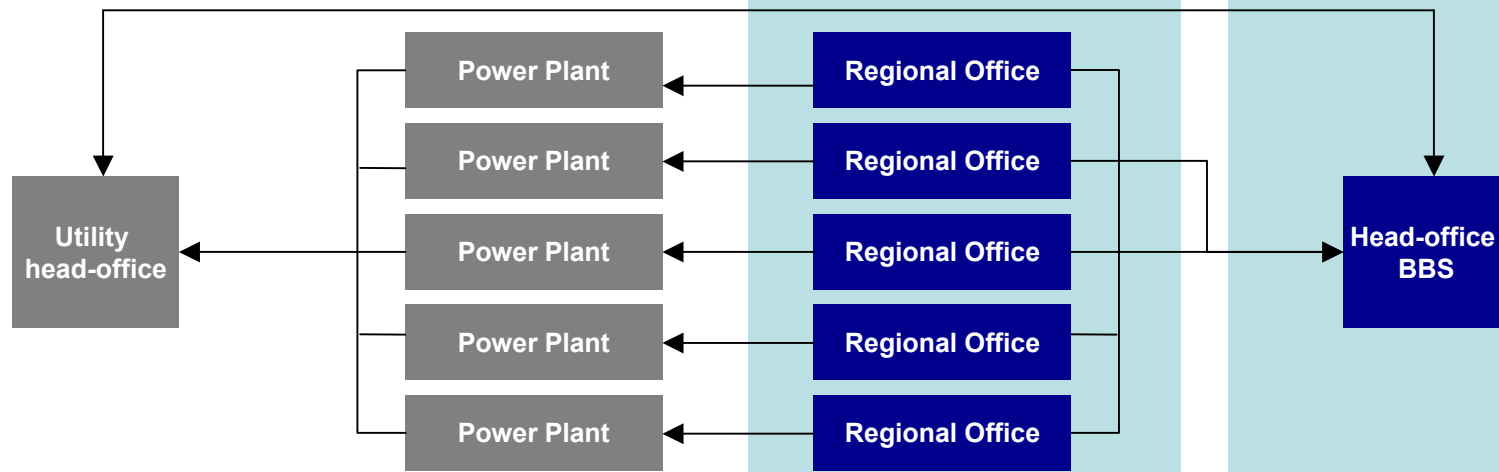 Power Plant
Regional Office
Power Plant
Regional Office
Utility
head-office
Power Plant
Regional Office
Head-office
BBS
Power Plant
Regional Office
Power Plant
Regional Office